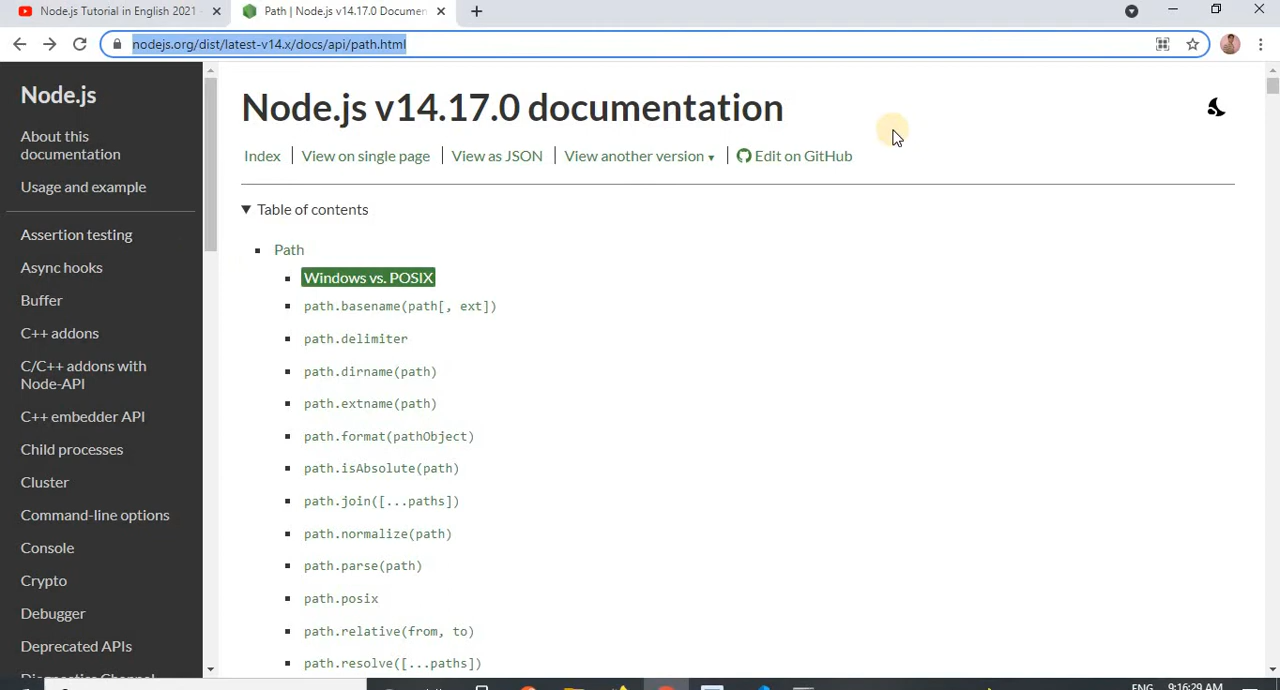 Node.js Tutorial in English 2021
Path | Node.js v14.17.0 Documen
nodejs.org/dist/latest-v14.x/docs/api/path.html
Node.js
About this
documentation
Usage and example
Assertion testing
Async hooks
Buffer
C++ addons
C/C++ addons with
Node-API
C++ embedder API
Child processes
Cluster
Command-line options
Console
Crypto
Debugger
Deprecated APIs
Diagnostics Channel
Node.js v14.17.0 documentation
Index
View on single page
View as JSON
View another version ▼
Edit on GitHub
▼ Table of contents
Path
Windows vs. POSIX
path.basename(path[, ext])
path.delimiter
path.dirname(path)
path.extname(path)
path.format(pathObject)
path.isAbsolute(path)
path.join([...paths])
path.normalize(path)
path.parse(path)
path.posix
path.relative(from, to)
path.resolve([...paths])
ENG
9:16:29 AM